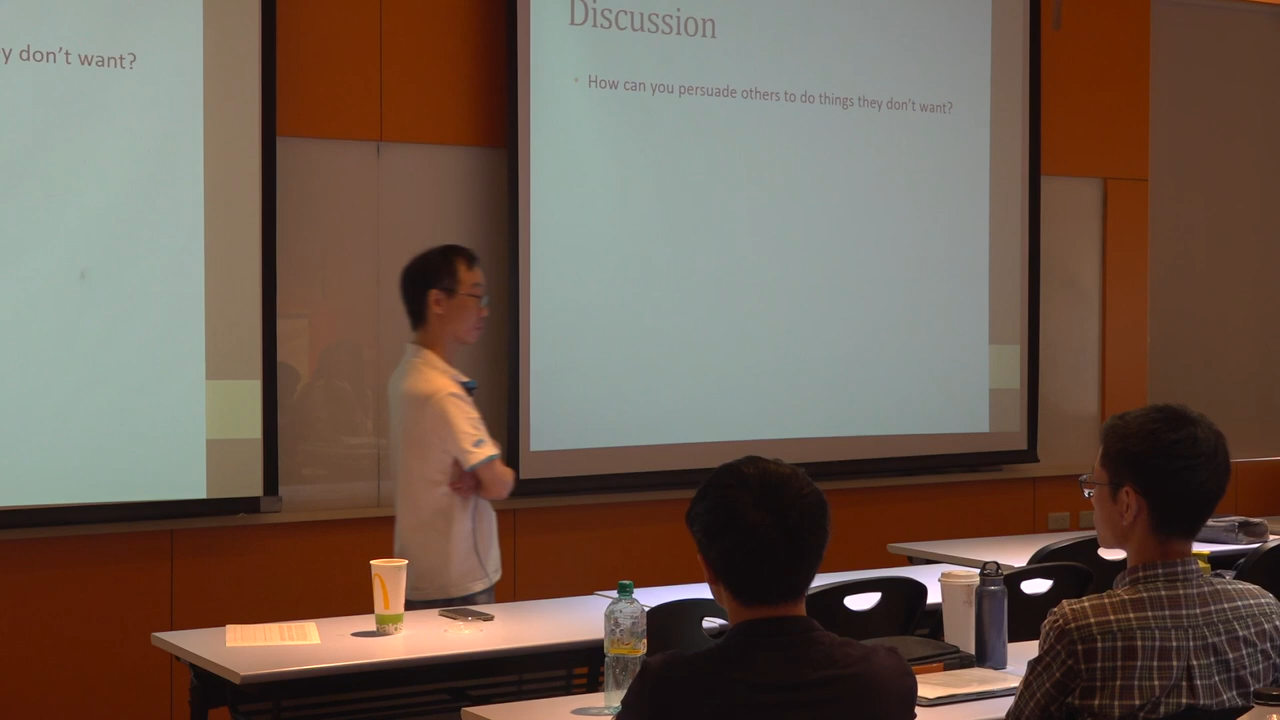 y don't want?
Discussion
• How can you persuade others to do things they don't want?